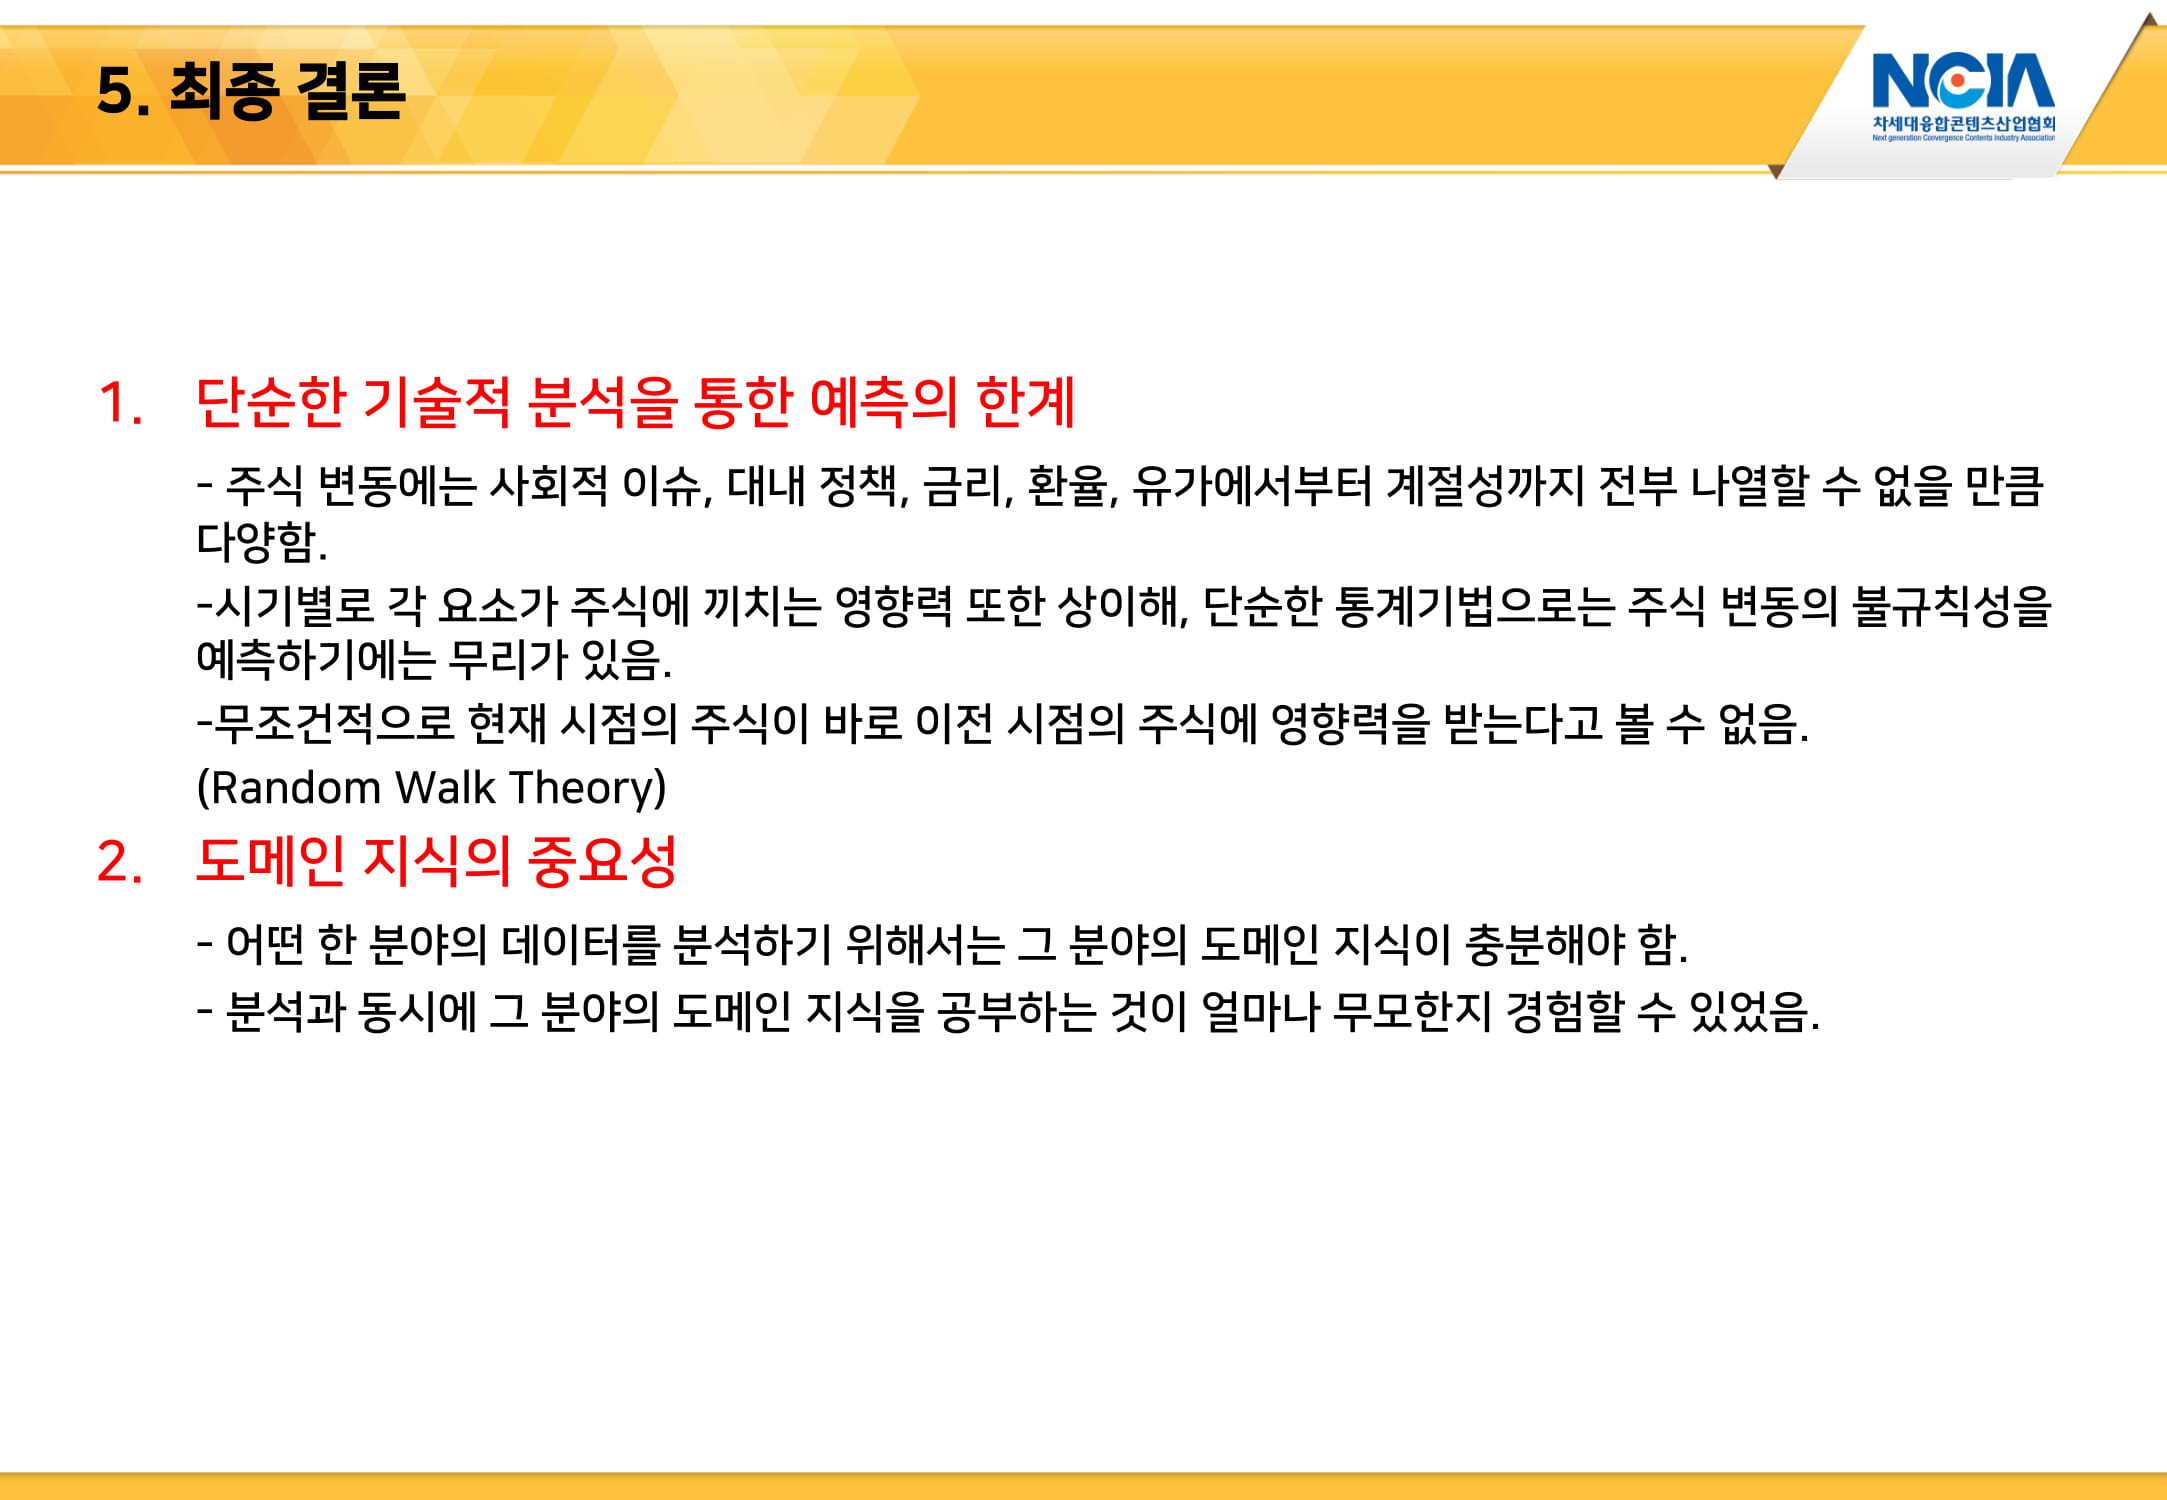 5. 최종 결론
NCIA
차세대융합콘텐츠산업협회
Next generation Convergence Contents Industry Association
1. 단순한 기술적 분석을 통한 예측의 한계
- 주식 변동에는 사회적 이슈, 대내 정책, 금리, 환율, 유가에서부터 계절성까지 전부 나열할 수 없을 만큼
다양함.
-시기별로 각 요소가 주식에 끼치는 영향력 또한 상이해, 단순한 통계기법으로는 주식 변동의 불규칙성을
예측하기에는 무리가 있음.
-무조건적으로 현재 시점의 주식이 바로 이전 시점의 주식에 영향력을 받는다고 볼 수 없음.
(Random Walk Theory)
2. 도메인 지식의 중요성
- 어떤 한 분야의 데이터를 분석하기 위해서는 그 분야의 도메인 지식이 충분해야 함.
- 분석과 동시에 그 분야의 도메인 지식을 공부하는 것이 얼마나 무모한지 경험할 수 있었음.